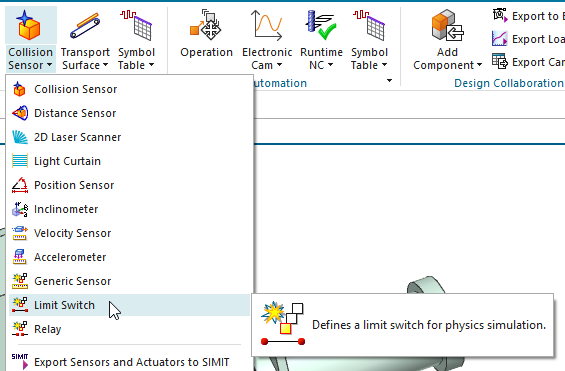 Collision Sensor
Transport Surface
Symbol Table
Operation
Electronic Cam
Runtime NC
Symbol Table
Add Component
Export to E
Export Loa
Export Can
utomation
Design Collaboration
Collision Sensor
Distance Sensor
2D Laser Scanner
Light Curtain
Position Sensor
Inclinometer
Velocity Sensor
Accelerometer
Generic Sensor
Limit Switch
Relay
SIMIT Export Sensors and Actuators to SIMIT
Defines a limit switch for physics simulation.